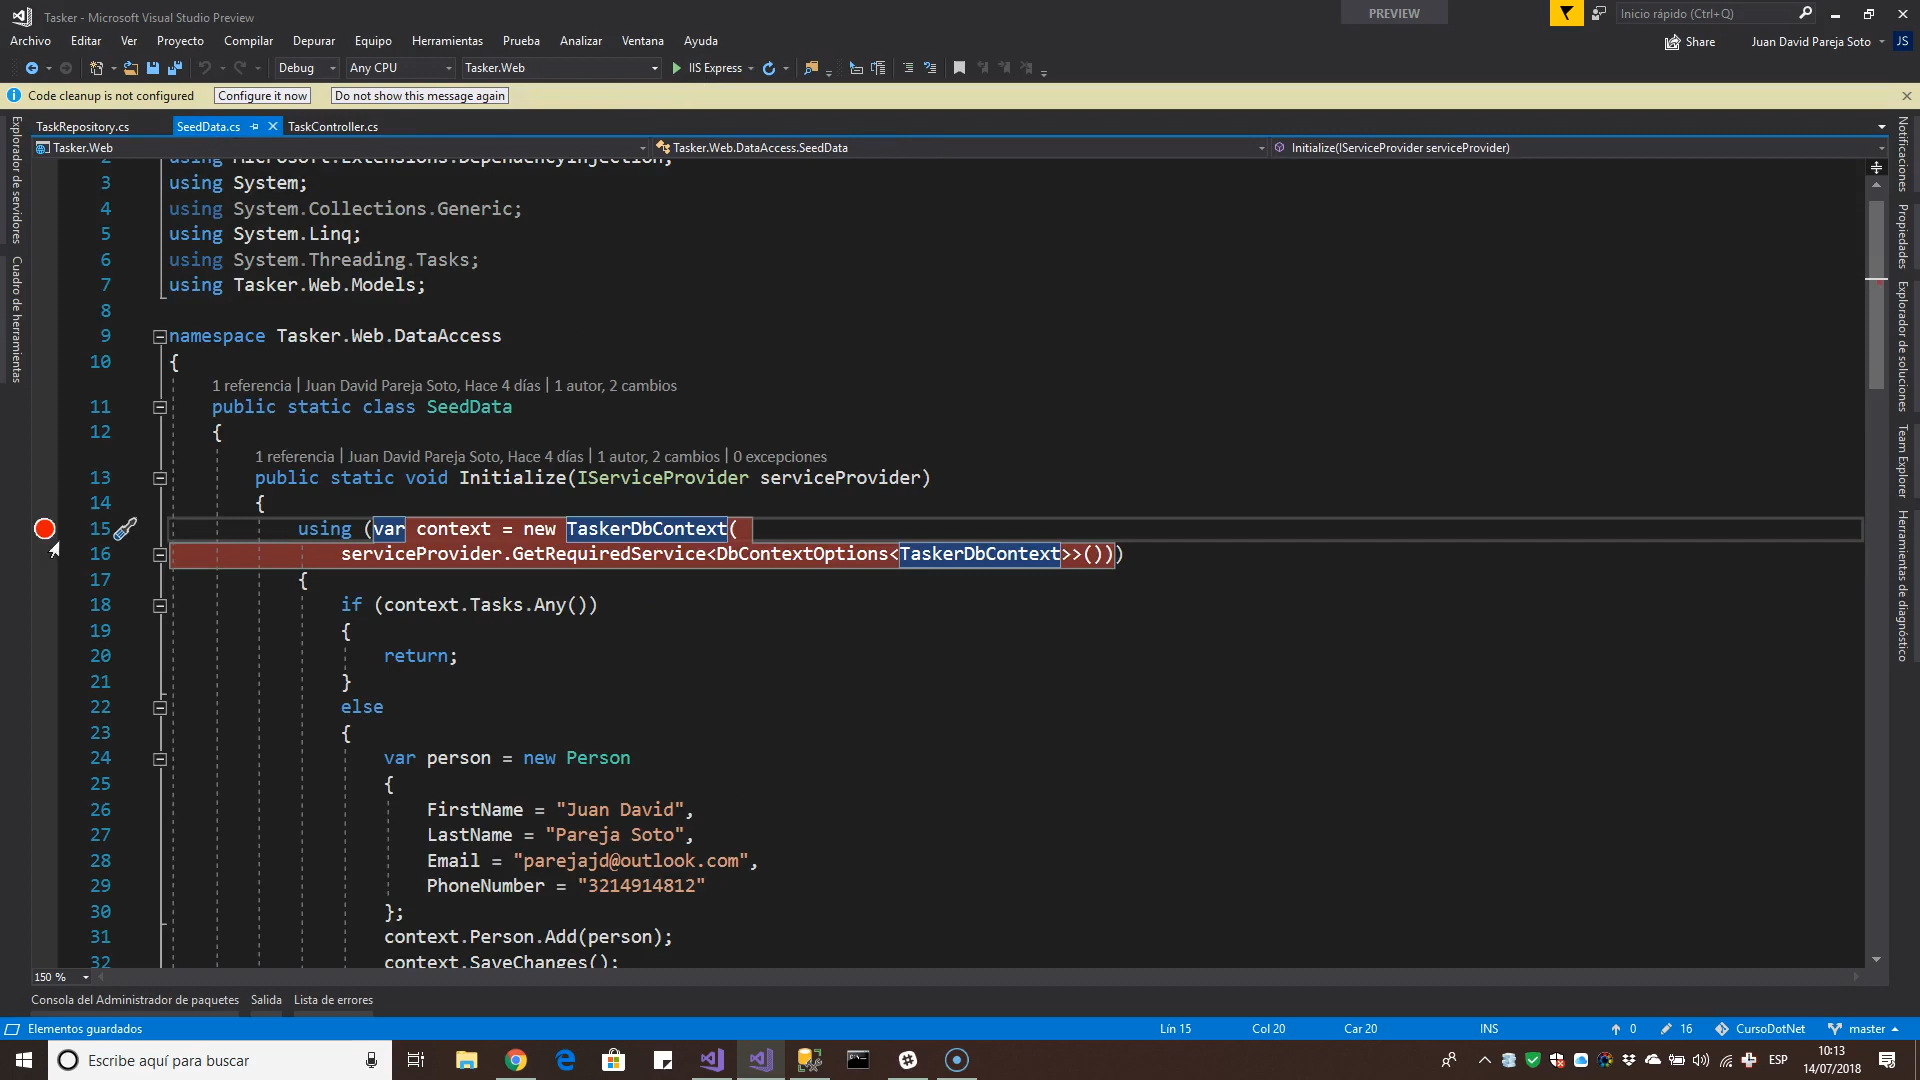 Tasker - Microsoft Visual Studio Preview
PREVIEW
Inicio rápido (Ctrl+Q)
Archivo Editar Ver Proyecto Compilar Depurar Equipo Herramientas Prueba Analizar Ventana Ayuda
Share
Juan David Pareja Soto
JS
Debug Any CPU Tasker.Web IIS Express
Code cleanup is not configured Configure it now Do not show this message again
TaskRepository.cs SeedData.cs TaskController.cs
Tasker.Web Tasker.Web.DataAccess.SeedData Initialize(IServiceProvider serviceProvider)
Explorador de servidores
Cuadro de herramientas
2 using Microsoft.Extensions.DependencyInjection;
3 using System;
4 using System.Collections.Generic;
5 using System.Linq;
6 using System.Threading.Tasks;
7 using Tasker.Web.Models;
8
9 namespace Tasker.Web.DataAccess
10 {
1 referencia | Juan David Pareja Soto, Hace 4 días | 1 autor, 2 cambios
11 public static class SeedData
12 {
1 referencia | Juan David Pareja Soto, Hace 4 días | 1 autor, 2 cambios | 0 excepciones
13 public static void Initialize(IServiceProvider serviceProvider)
14 {
15 using (var context = new TaskerDbContext(
16 serviceProvider.GetRequiredService<DbContextOptions<TaskerDbContext>>()))
17 {
18 if (context.Tasks.Any())
19 {
20 return;
21 }
22 else
23 {
24 var person = new Person
25 {
26 FirstName = "Juan David",
27 LastName = "Pareja Soto",
28 Email = "parejajd@outlook.com",
29 PhoneNumber = "3214914812"
30 };
31 context.Person.Add(person);
32 context.SaveChanges();
Notificaciones
Propiedades
Explorador de soluciones
Team Explorer
Herramientas de diagnóstico
150 %
Consola del Administrador de paquetes Salida Lista de errores
Elementos guardados
Lín 15 Col 20 Car 20 INS
0 16 CursoDotNet master
Escribe aquí para buscar
ESP
10:13
14/07/2018